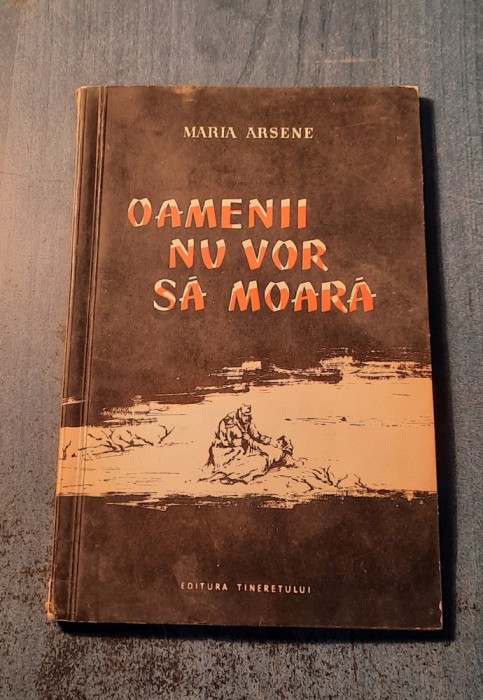 MARIA ARSENE
OAMENII
NU VOR
SĂ MOARĂ
EDITURA TINERETULUI